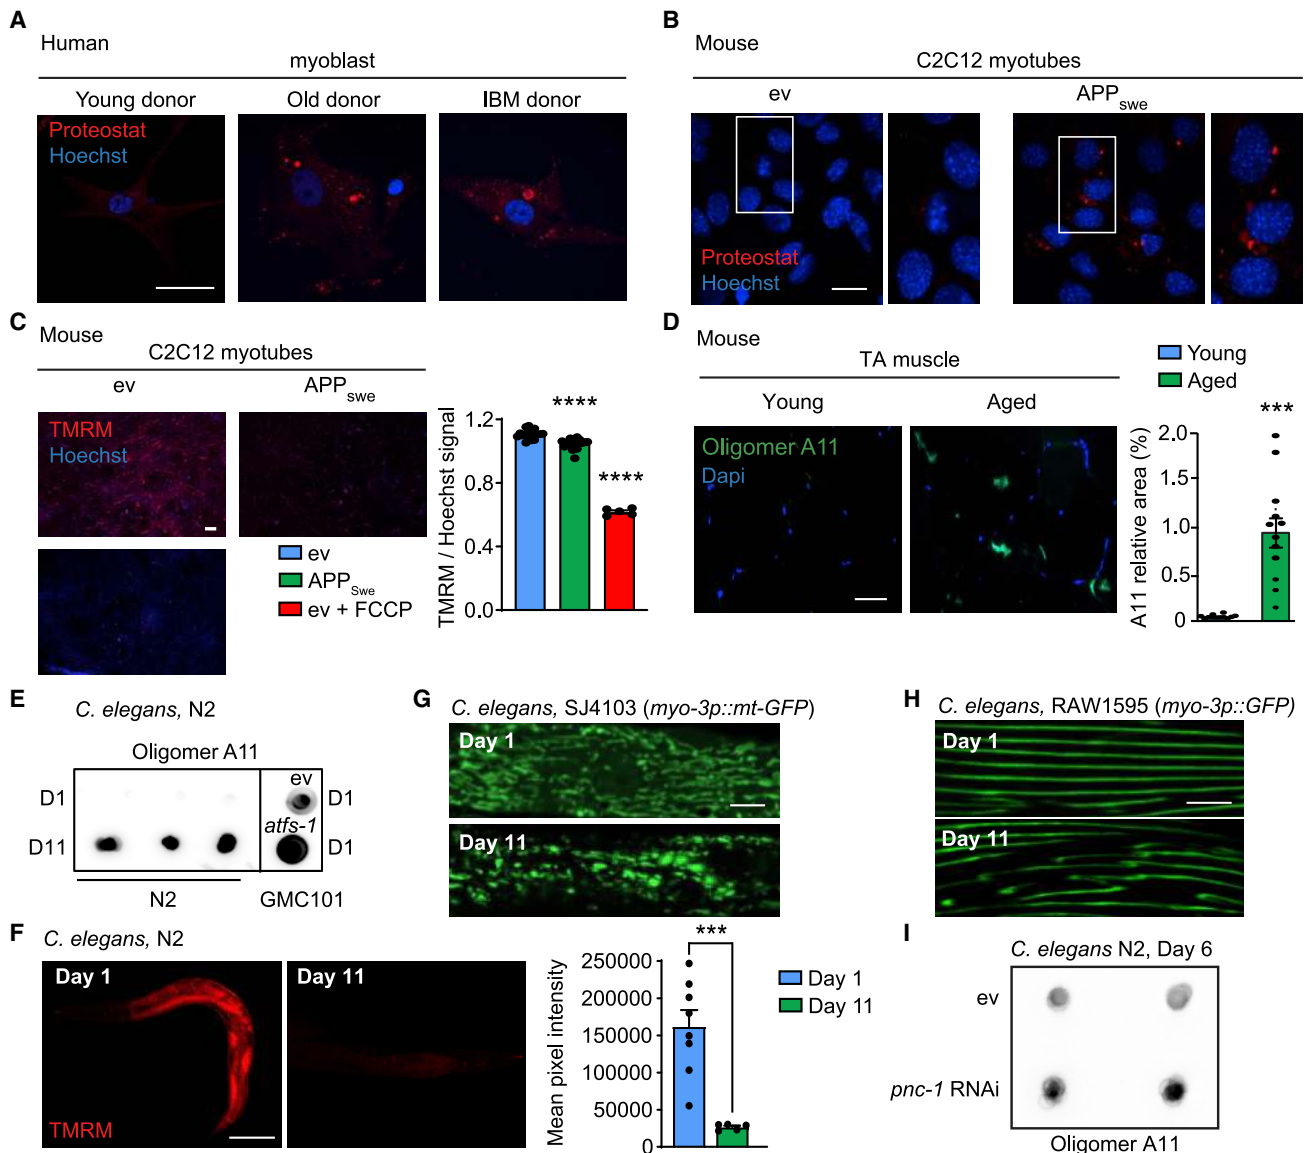 A
Human
myoblast
Young donor
Old donor
IBM donor
Proteostat
Hoechst
B
Mouse
C2C12 myotubes
ev
APPswe
Proteostat
Hoechst
C
Mouse
C2C12 myotubes
ev
APPswe
TMRM
Hoechst
ev
APPSwe
ev + FCCP
TMRM / Hoechst signal
1.2
0.8
0.4
0.0
****
****
D
Mouse
TA muscle
Young
Aged
Oligomer A11
Dapi
Young
Aged
***
A11 relative area (%)
2.0
1.5
1.0
0.5
0
E
C. elegans, N2
Oligomer A11
D1
ev
D1
D11
atfs-1
D1
N2
GMC101
F
C. elegans, N2
Day 1
Day 11
TMRM
Mean pixel intensity
250000
200000
150000
100000
50000
0
***
Day 1
Day 11
G
C. elegans, SJ4103 (myo-3p::mt-GFP)
Day 1
Day 11
H
C. elegans, RAW1595 (myo-3p::GFP)
Day 1
Day 11
I
C. elegans N2, Day 6
ev
pnc-1 RNAi
Oligomer A11